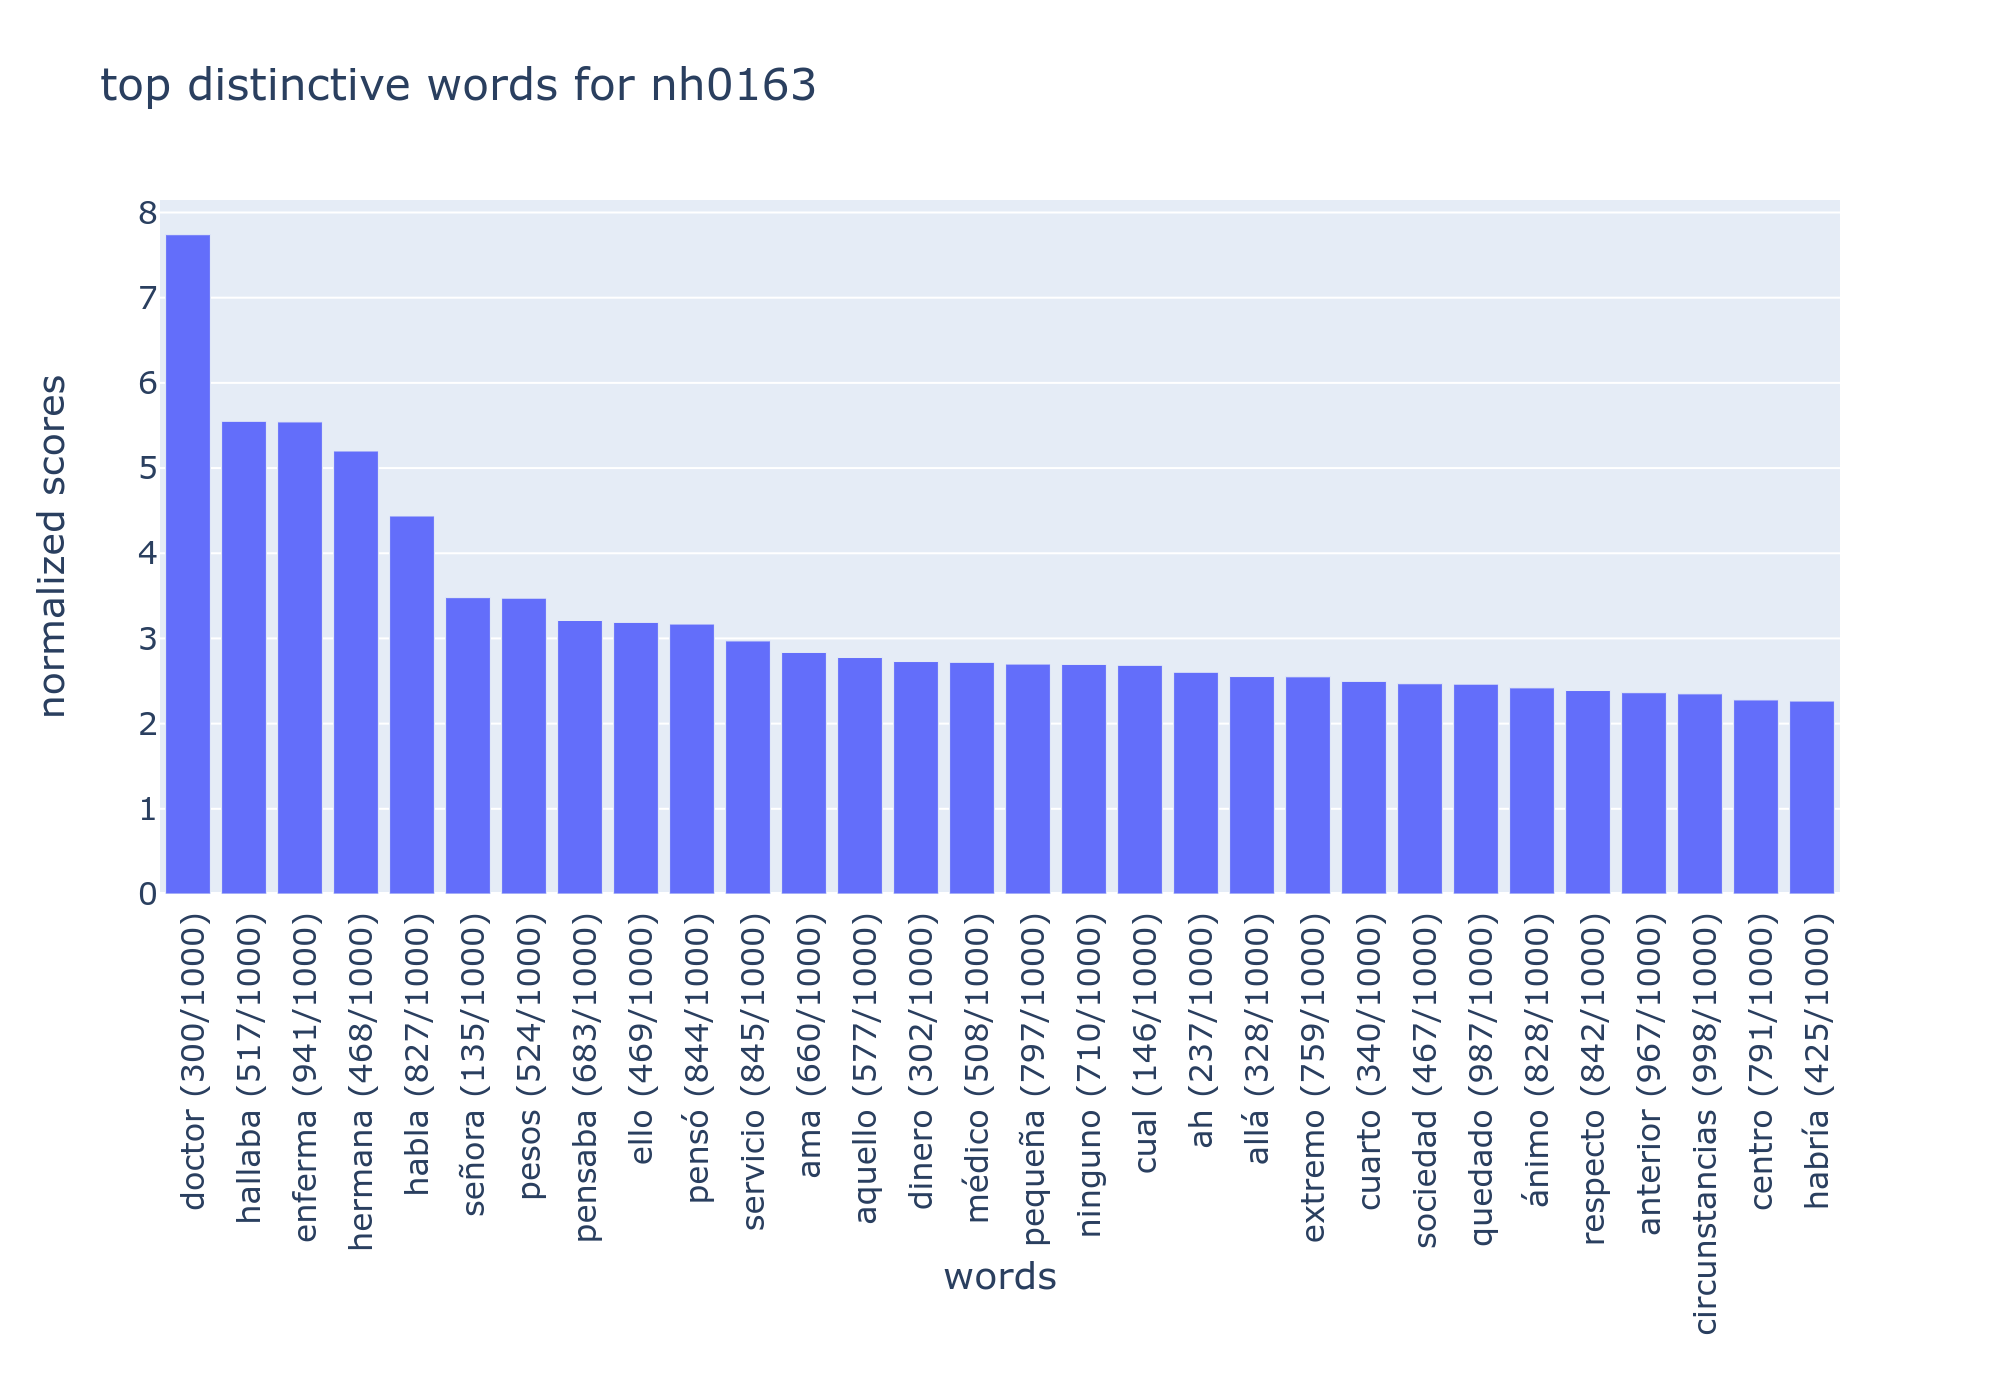 top distinctive words for nh0163
normalized scores
8
7
6
5
4
3
2
1
0
doctor (300/1000)
hallaba (517/1000)
enferma (941/1000)
hermana (468/1000)
habla (827/1000)
señora (135/1000)
pesos (524/1000)
pensaba (683/1000)
ello (469/1000)
pensó (844/1000)
servicio (845/1000)
ama (660/1000)
aquello (577/1000)
dinero (302/1000)
médico (508/1000)
pequeña (797/1000)
ninguno (710/1000)
cual (146/1000)
ah (237/1000)
allá (328/1000)
extremo (759/1000)
cuarto (340/1000)
sociedad (467/1000)
quedado (987/1000)
ánimo (828/1000)
respecto (842/1000)
anterior (967/1000)
circunstancias (998/1000)
centro (791/1000)
habría (425/1000)
words